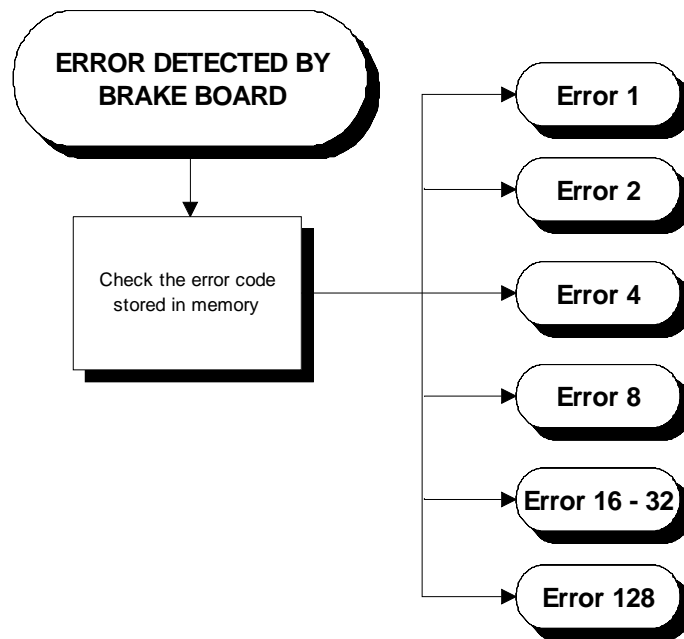 ERROR DETECTED BY
BRAKE BOARD
Check the error code
stored in memory
Error 1
Error 2
Error 4
Error 8
Error 16 - 32
Error 128